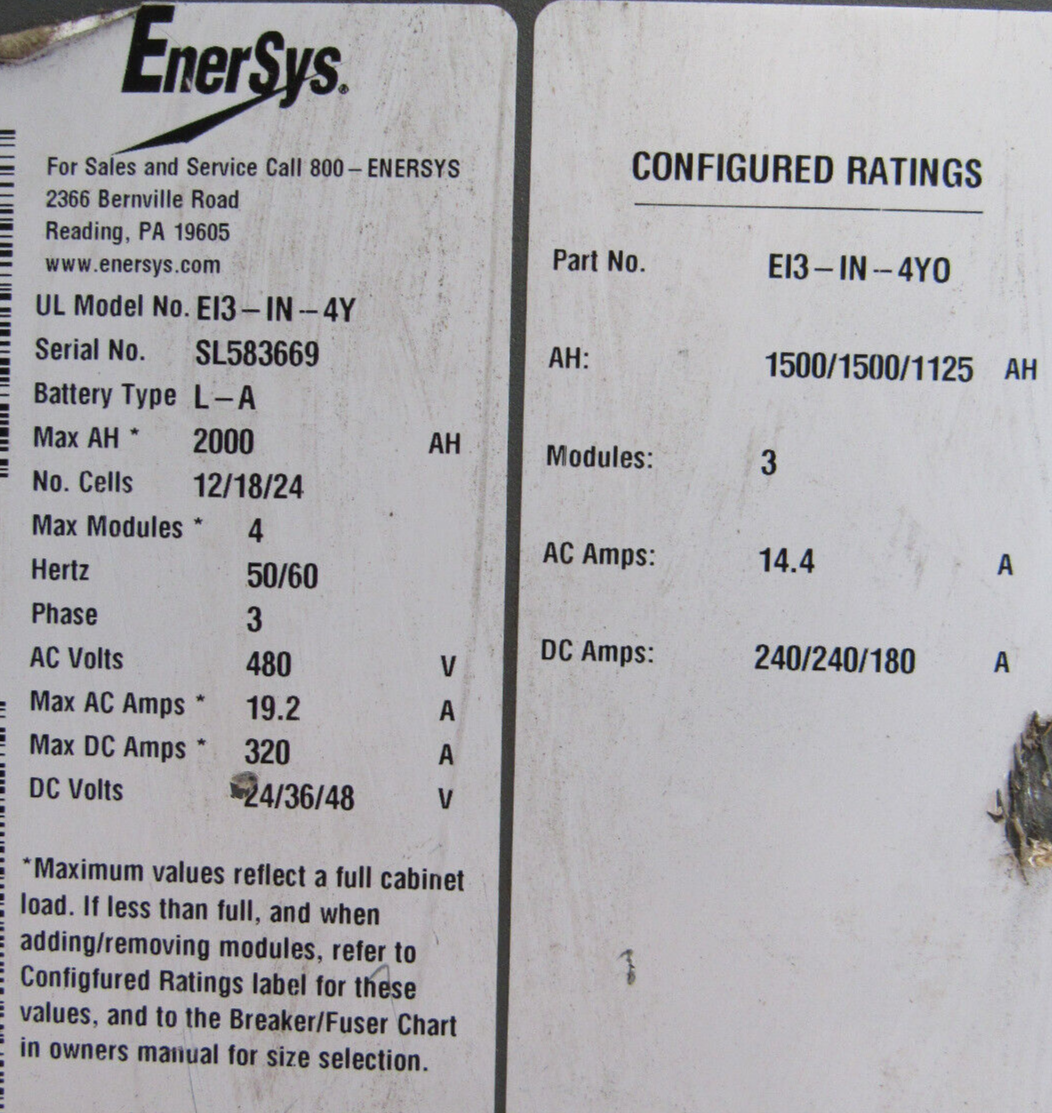 EnerSys®
For Sales and Service Call 800-ENERSYS
2366 Bernville Road
Reading, PA 19605
www.enersys.com
UL Model No. EI3-IN--4Y
Serial No. SL583669
Battery Type L-A
Max AH * 2000 AH
No. Cells 12/18/24
Max Modules * 4
Hertz 50/60
Phase 3
AC Volts 480 V
Max AC Amps * 19.2 A
Max DC Amps * 320 A
DC Volts 24/36/48 V
*Maximum values reflect a full cabinet
load. If less than full, and when
adding/removing modules, refer to
Configfured Ratings label for these
values, and to the Breaker/Fuser Chart
in owners manual for size selection.
CONFIGURED RATINGS
Part No. EI3-IN--4YO
AH: 1500/1500/1125 AH
Modules: 3
AC Amps: 14.4 A
DC Amps: 240/240/180 A